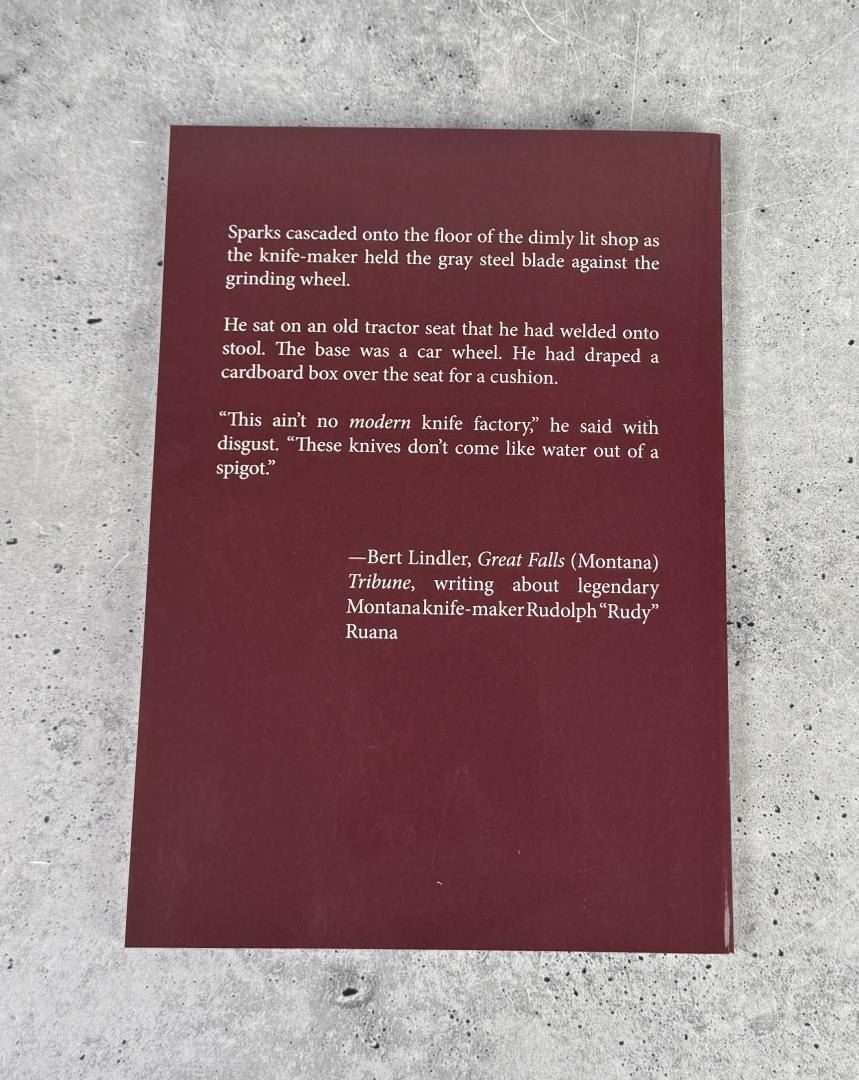 Sparks cascaded onto the floor of the dimly lit shop as
the knife-maker held the gray steel blade against the
grinding wheel.
He sat on an old tractor seat that he had welded onto
stool. The base was a car wheel. He had draped a
cardboard box over the seat for a cushion.
“This ain’t no modern knife factory,” he said with
disgust. “These knives don’t come like water out of a
spigot.”
—Bert Lindler, Great Falls (Montana)
Tribune, writing about legendary
Montana knife-maker Rudolph “Rudy”
Ruana